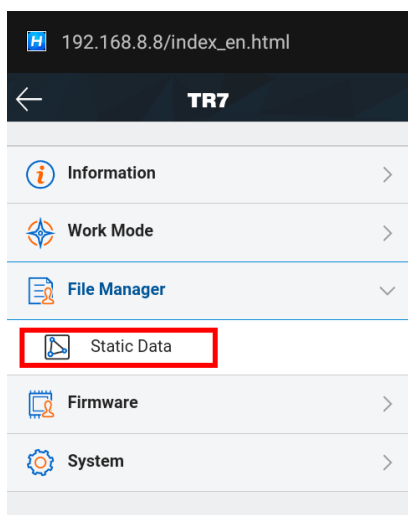 H 192.168.8.8/index_en.html
TR7
Information
Work Mode
File Manager
Static Data
Firmware
System